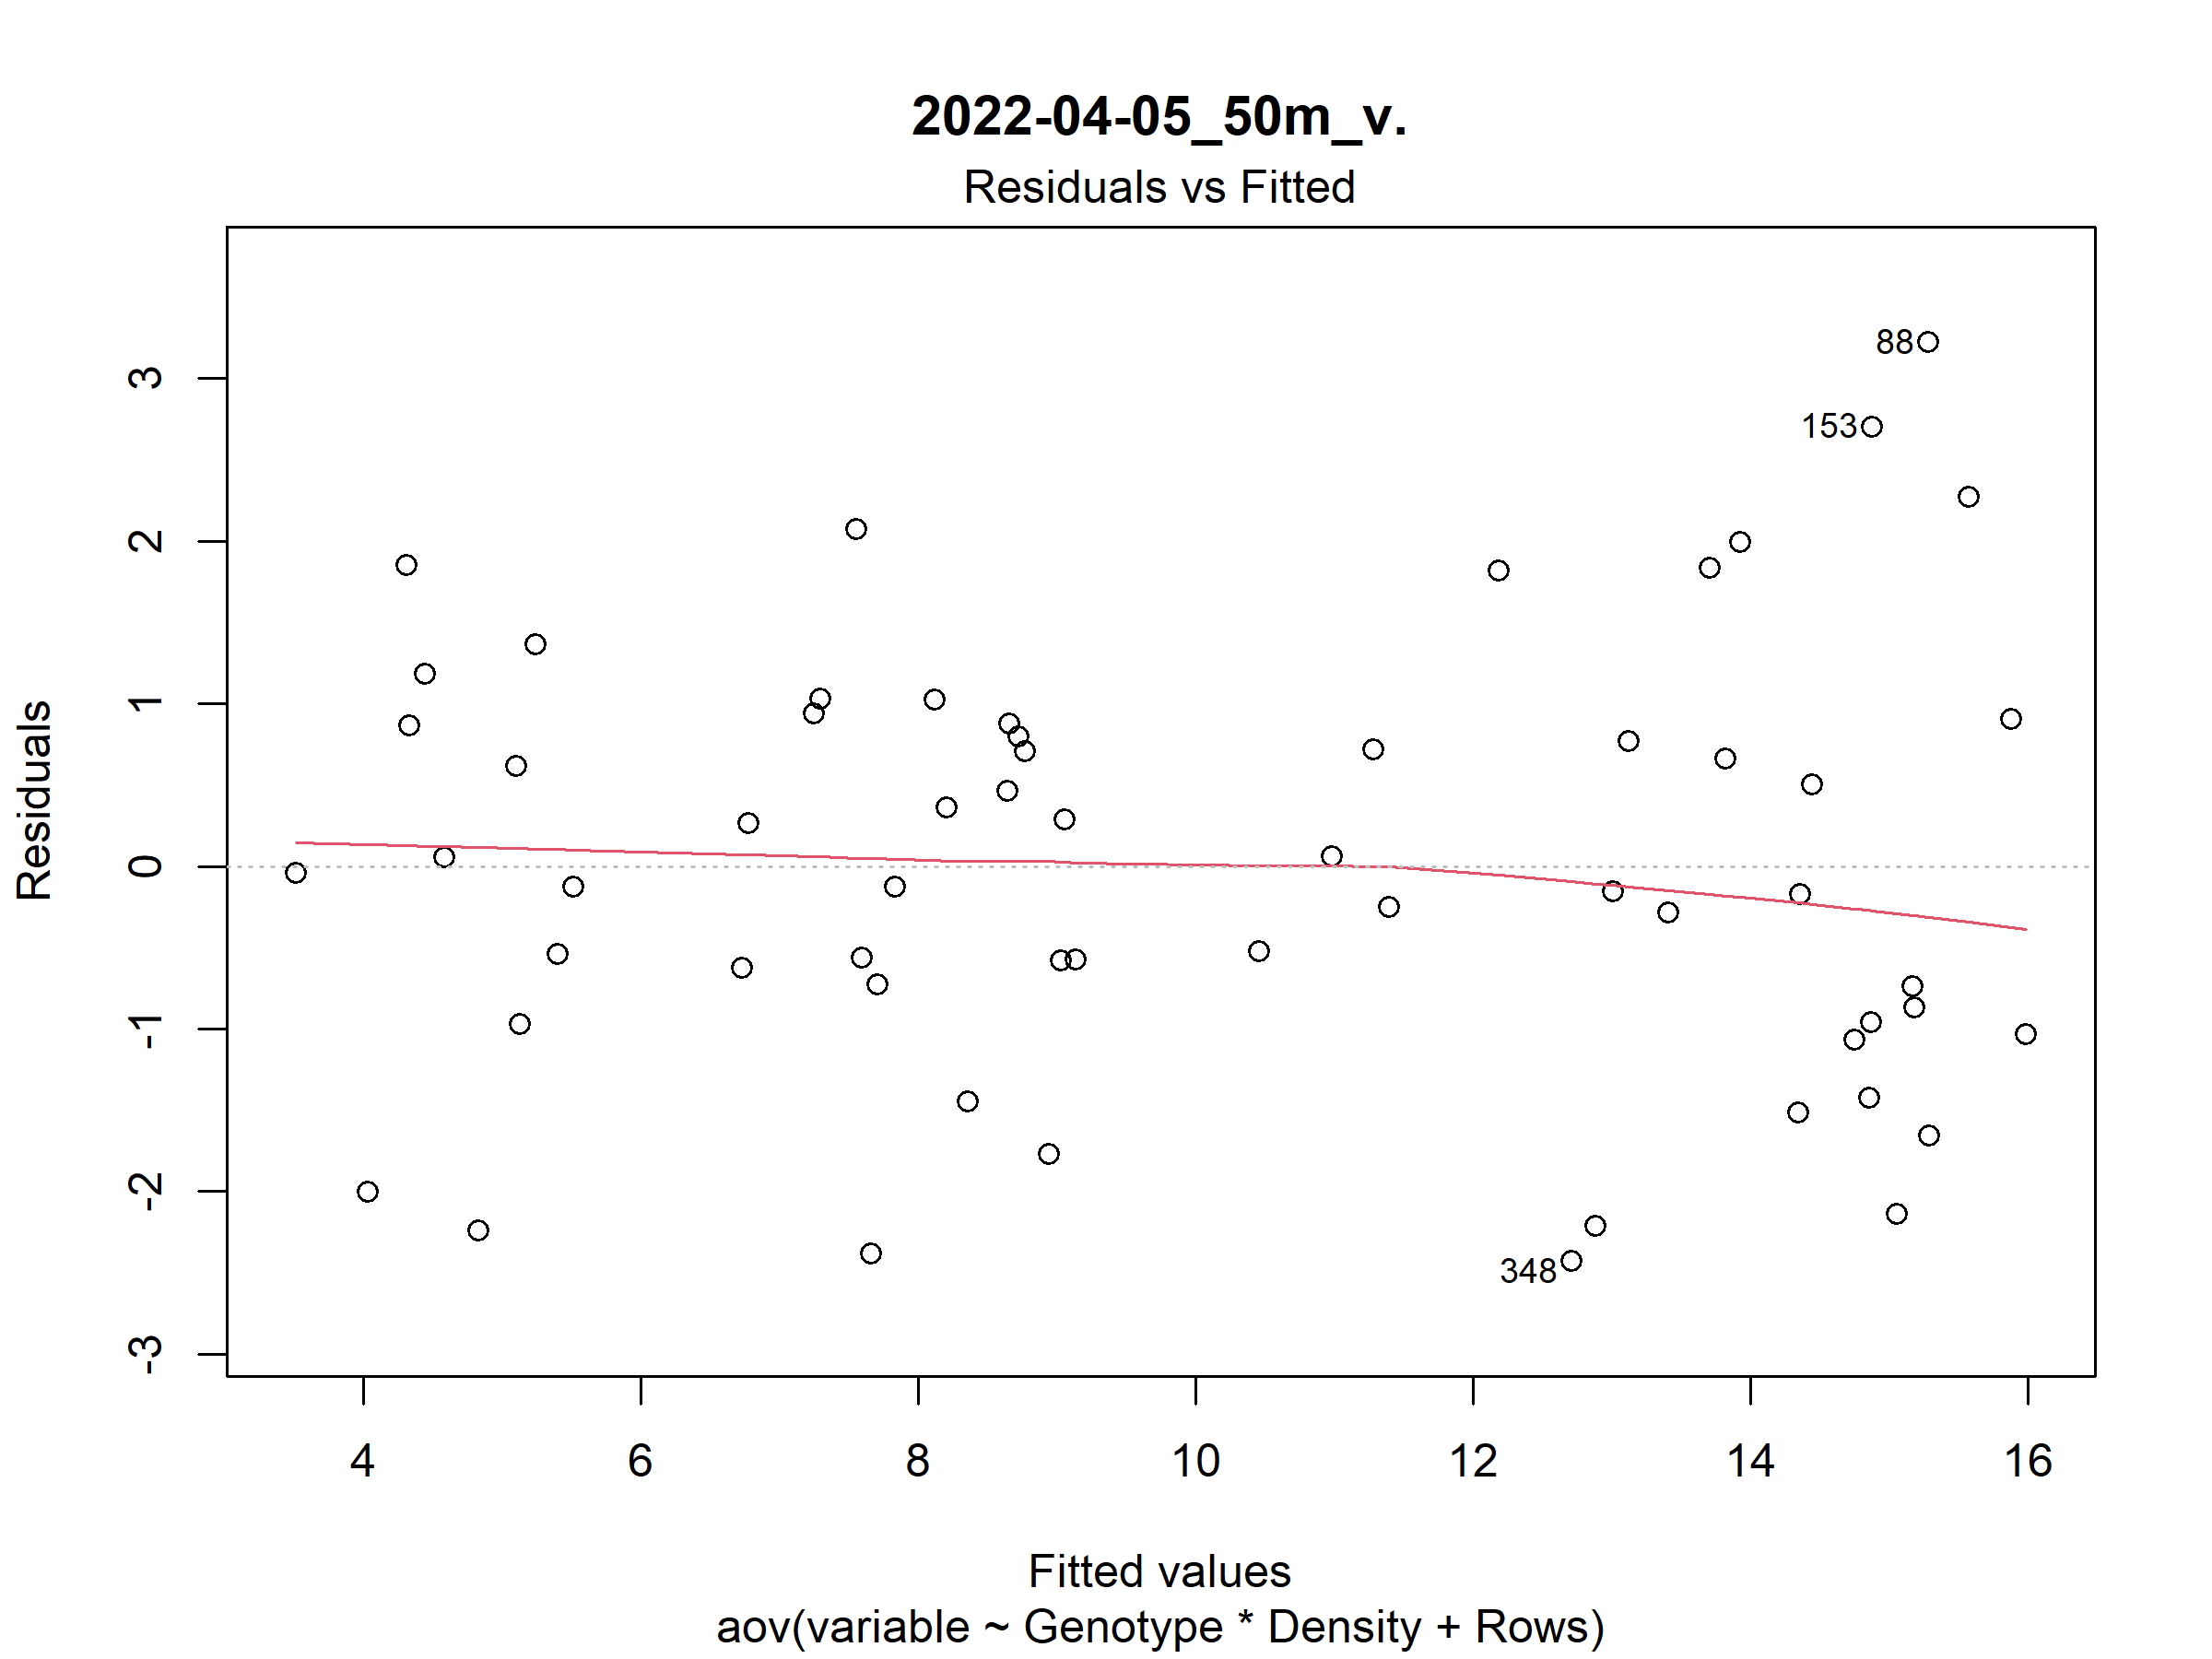 2022-04-05_50m_v.
Residuals vs Fitted
Residuals
3
2
1
0
-1
-2
-3
88
153
348
4 6 8 10 12 14 16
Fitted values
aov(variable ~ Genotype * Density + Rows)